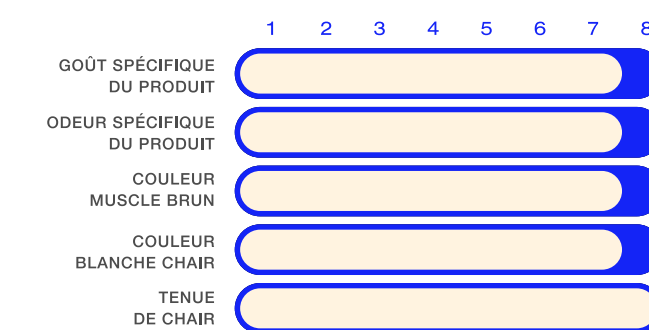 1 2 3 4 5 6 7 8
GOÛT SPÉCIFIQUE
DU PRODUIT
ODEUR SPÉCIFIQUE
DU PRODUIT
COULEUR
MUSCLE BRUN
COULEUR
BLANCHE CHAIR
TENUE
DE CHAIR